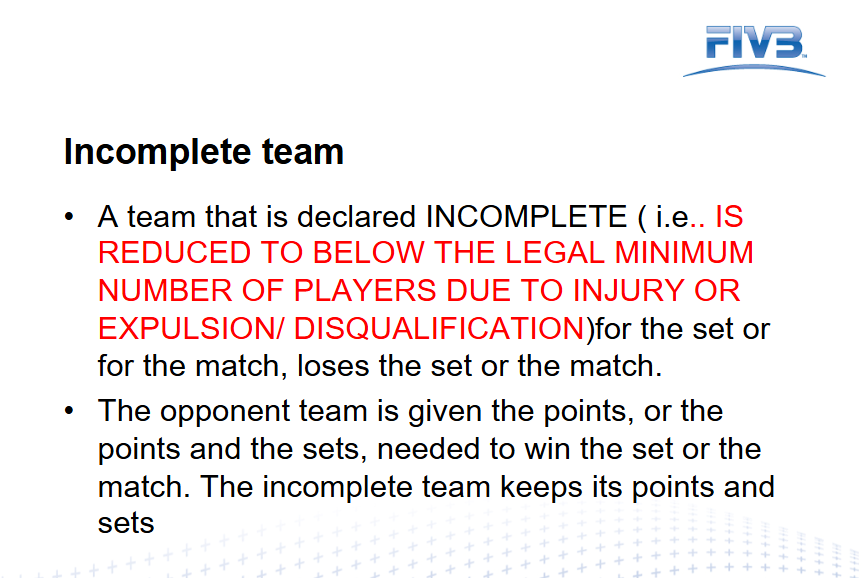 FIVB™
Incomplete team
• A team that is declared INCOMPLETE ( i.e.. IS
REDUCED TO BELOW THE LEGAL MINIMUM
NUMBER OF PLAYERS DUE TO INJURY OR
EXPULSION/ DISQUALIFICATION)for the set or
for the match, loses the set or the match.
• The opponent team is given the points, or the
points and the sets, needed to win the set or the
match. The incomplete team keeps its points and
sets